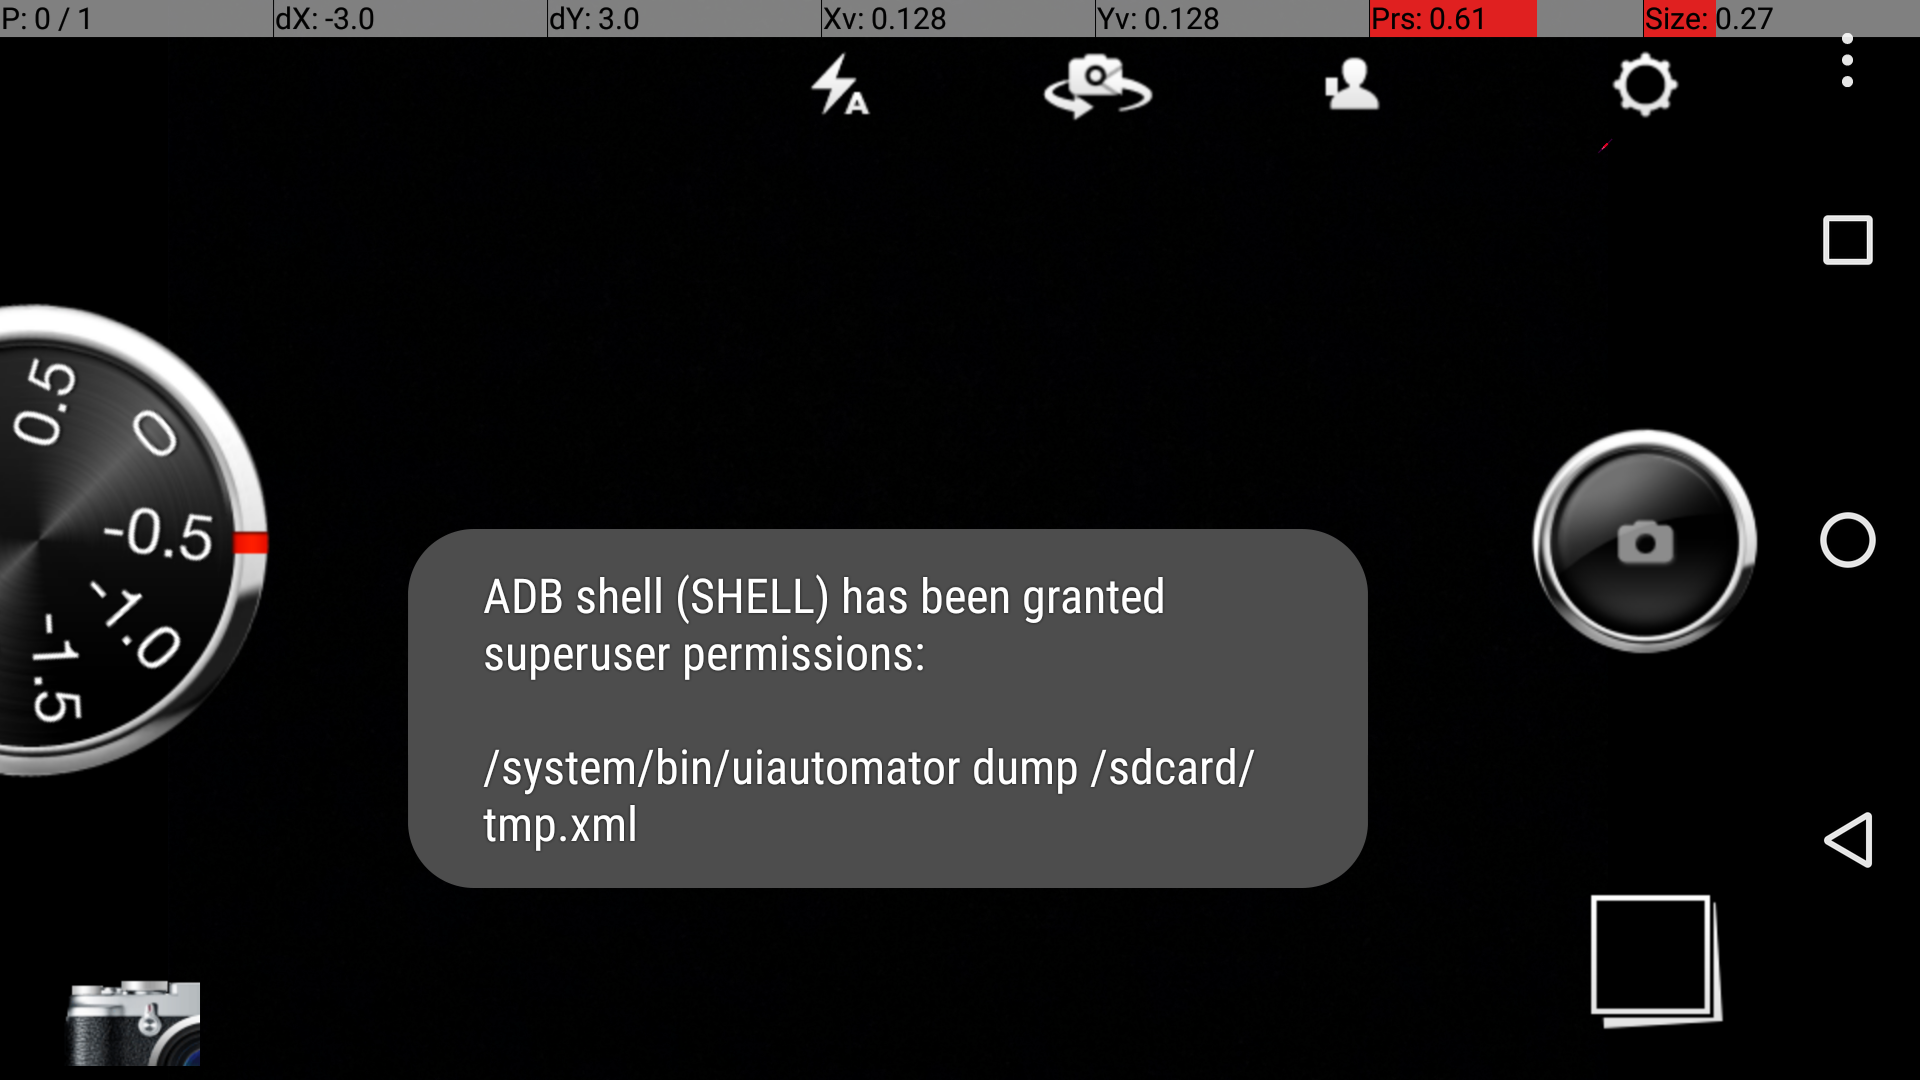 P: 0 / 1 dX: -3.0 dY: 3.0 Xv: 0.128 Yv: 0.128 Prs: 0.61 Size: 0.27
A
0.5
0
-0.5
-1.0
-1.5
ADB shell (SHELL) has been granted
superuser permissions:
/system/bin/uiautomator dump /sdcard/
tmp.xml